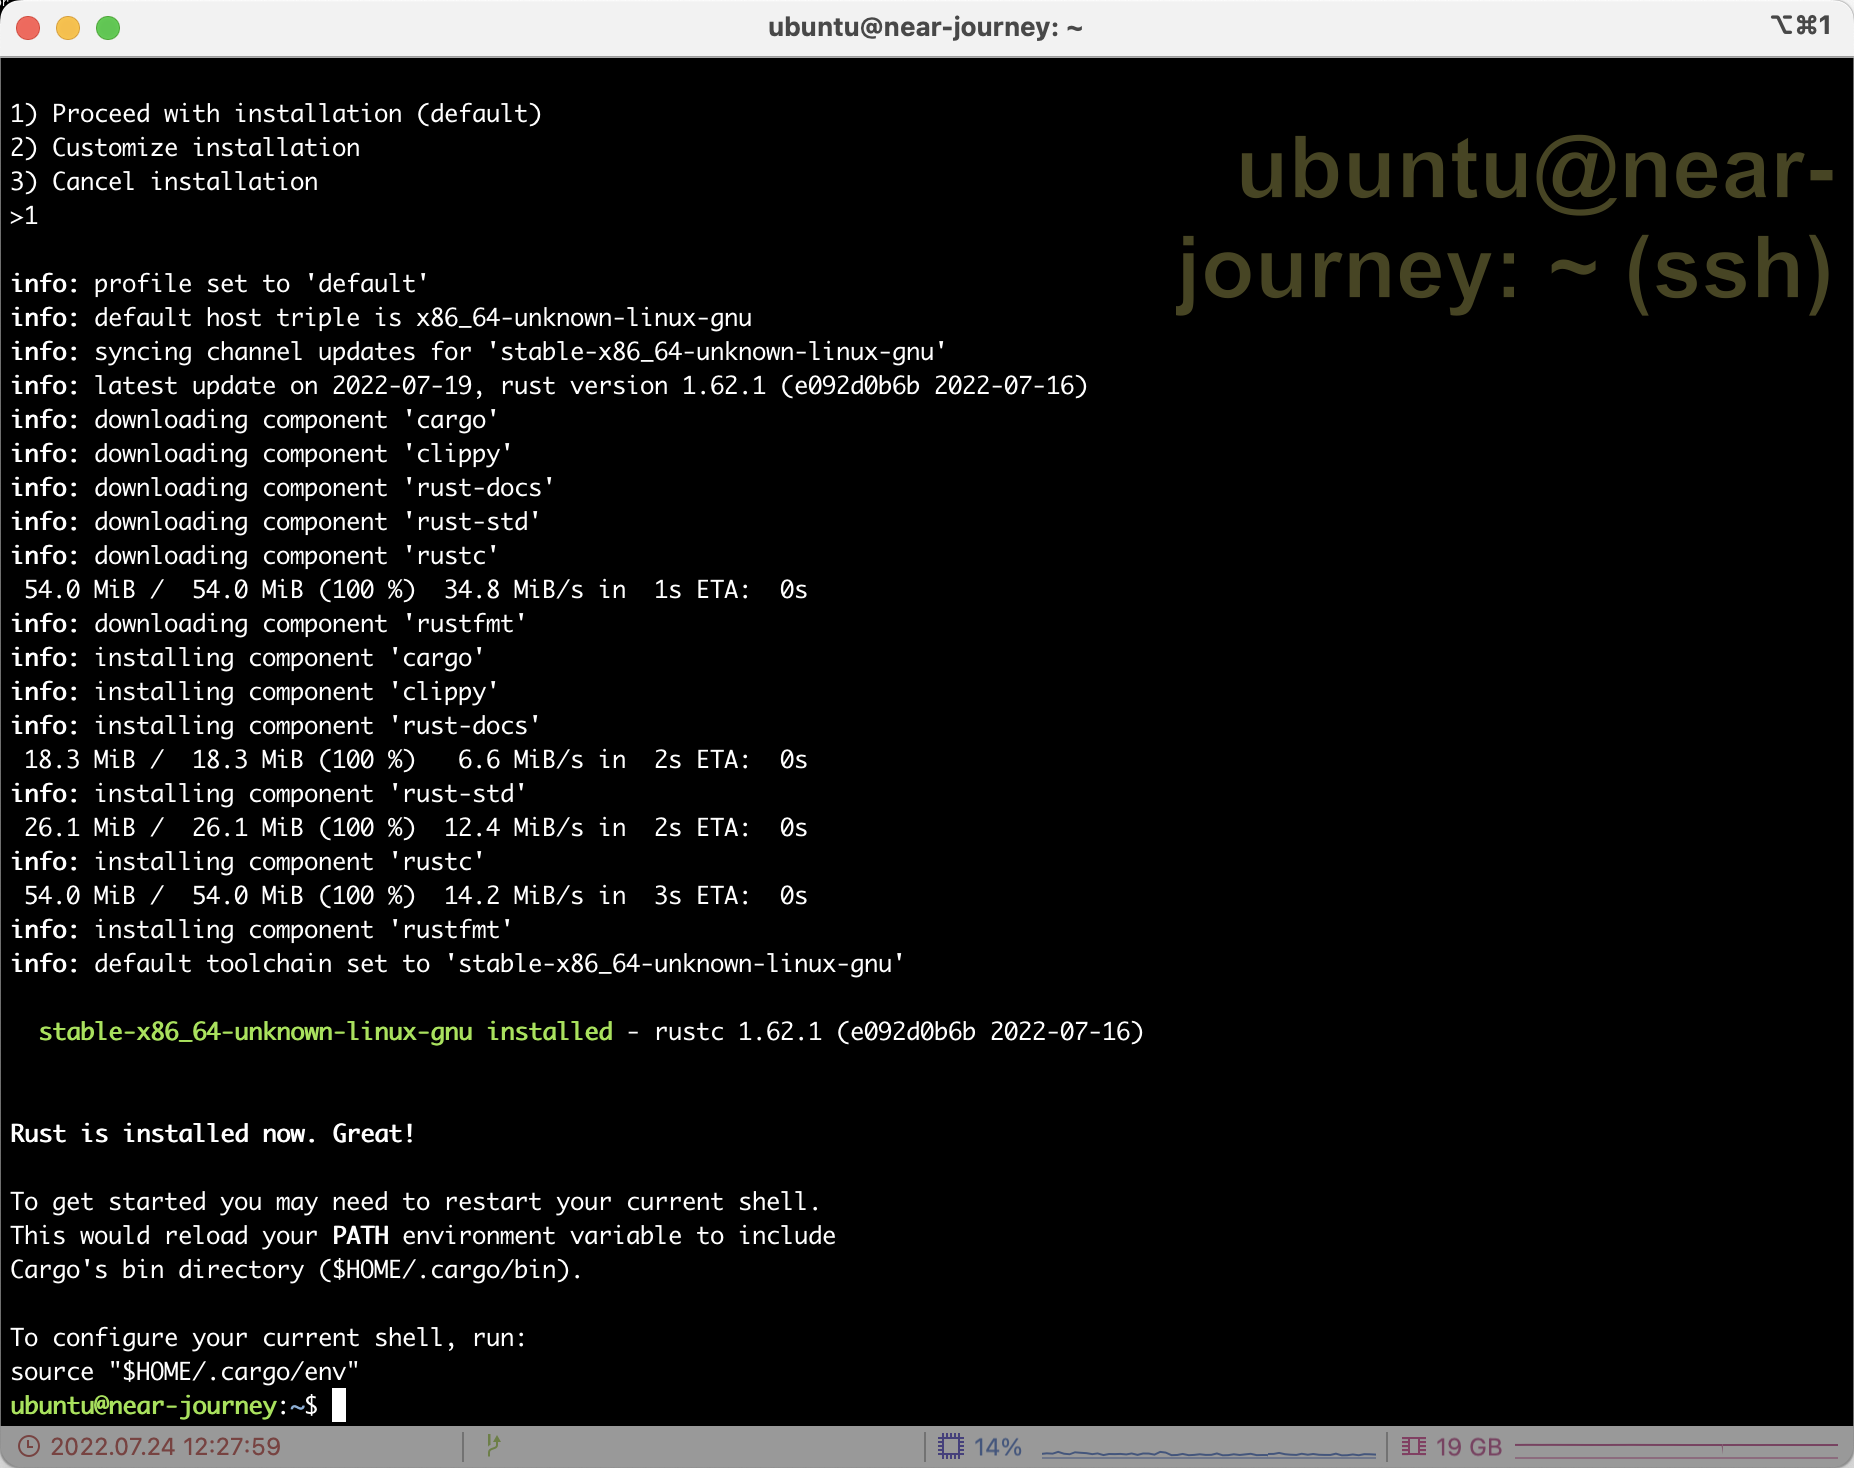 ubuntu@near-journey: ~
⌥⌘1
1) Proceed with installation (default)
2) Customize installation
3) Cancel installation
>1
ubuntu@near-
journey: ~ (ssh)
info: profile set to 'default'
info: default host triple is x86_64-unknown-linux-gnu
info: syncing channel updates for 'stable-x86_64-unknown-linux-gnu'
info: latest update on 2022-07-19, rust version 1.62.1 (e092d0b6b 2022-07-16)
info: downloading component 'cargo'
info: downloading component 'clippy'
info: downloading component 'rust-docs'
info: downloading component 'rust-std'
info: downloading component 'rustc'
 54.0 MiB /  54.0 MiB (100 %)  34.8 MiB/s in  1s ETA:  0s
info: downloading component 'rustfmt'
info: installing component 'cargo'
info: installing component 'clippy'
info: installing component 'rust-docs'
 18.3 MiB /  18.3 MiB (100 %)   6.6 MiB/s in  2s ETA:  0s
info: installing component 'rust-std'
 26.1 MiB /  26.1 MiB (100 %)  12.4 MiB/s in  2s ETA:  0s
info: installing component 'rustc'
 54.0 MiB /  54.0 MiB (100 %)  14.2 MiB/s in  3s ETA:  0s
info: installing component 'rustfmt'
info: default toolchain set to 'stable-x86_64-unknown-linux-gnu'
  stable-x86_64-unknown-linux-gnu installed - rustc 1.62.1 (e092d0b6b 2022-07-16)
Rust is installed now. Great!
To get started you may need to restart your current shell.
This would reload your PATH environment variable to include
Cargo's bin directory ($HOME/.cargo/bin).
To configure your current shell, run:
source "$HOME/.cargo/env"
ubuntu@near-journey:~$
2022.07.24 12:27:59
14%
19 GB